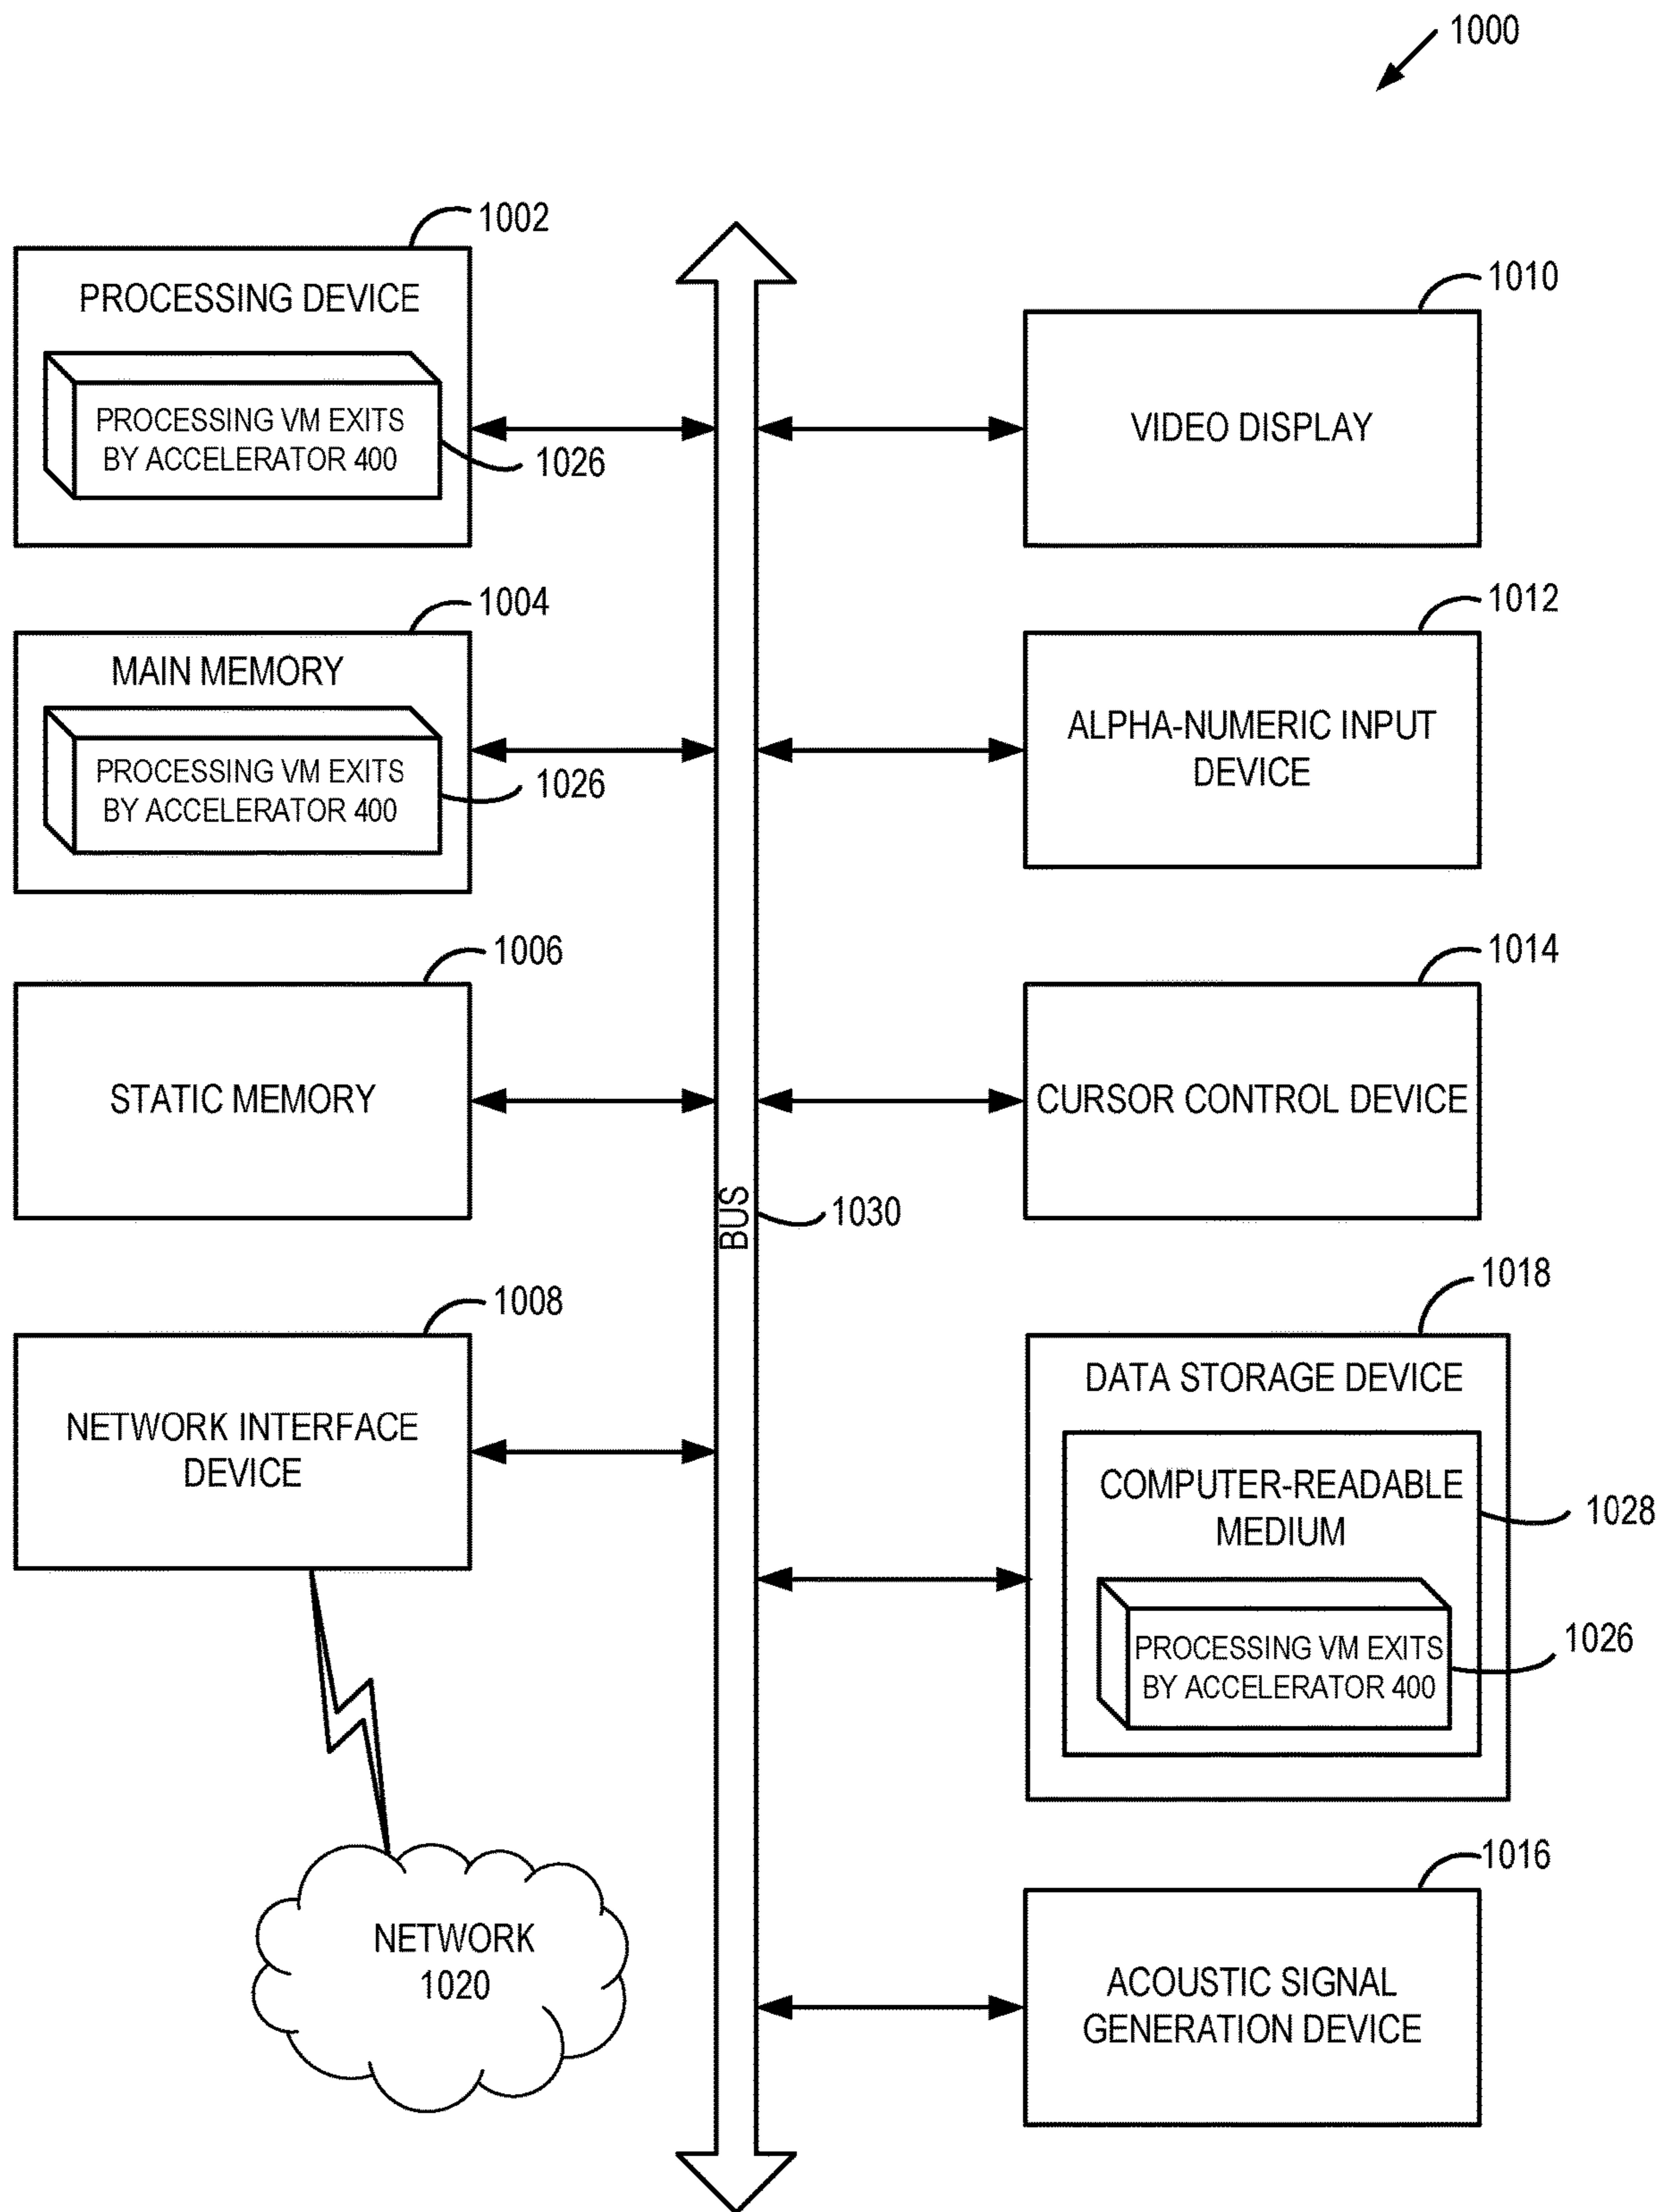 1000
1002
PROCESSING DEVICE
PROCESSING VM EXITS
BY ACCELERATOR 400
1026
1004
MAIN MEMORY
PROCESSING VM EXITS
BY ACCELERATOR 400
1026
1006
STATIC MEMORY
1008
NETWORK INTERFACE
DEVICE
NETWORK
1020
BUS
1030
1010
VIDEO DISPLAY
1012
ALPHA-NUMERIC INPUT
DEVICE
1014
CURSOR CONTROL DEVICE
1018
DATA STORAGE DEVICE
COMPUTER-READABLE
MEDIUM
1028
PROCESSING VM EXITS
BY ACCELERATOR 400
1026
1016
ACOUSTIC SIGNAL
GENERATION DEVICE